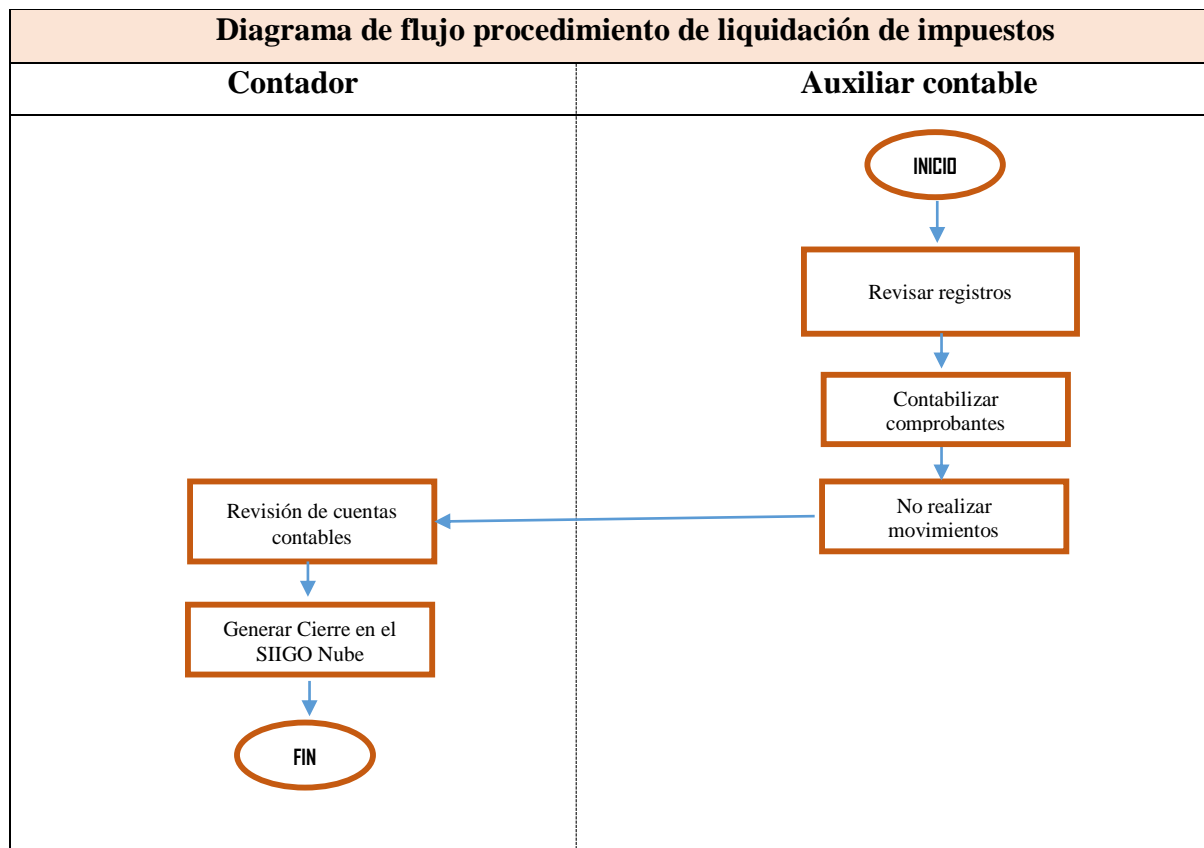 Diagrama de flujo procedimiento de liquidación de impuestos
Contador
Auxiliar contable
INICIO
Revisar registros
Contabilizar
comprobantes
No realizar
movimientos
Revisión de cuentas
contables
Generar Cierre en el
SIIGO Nube
FIN